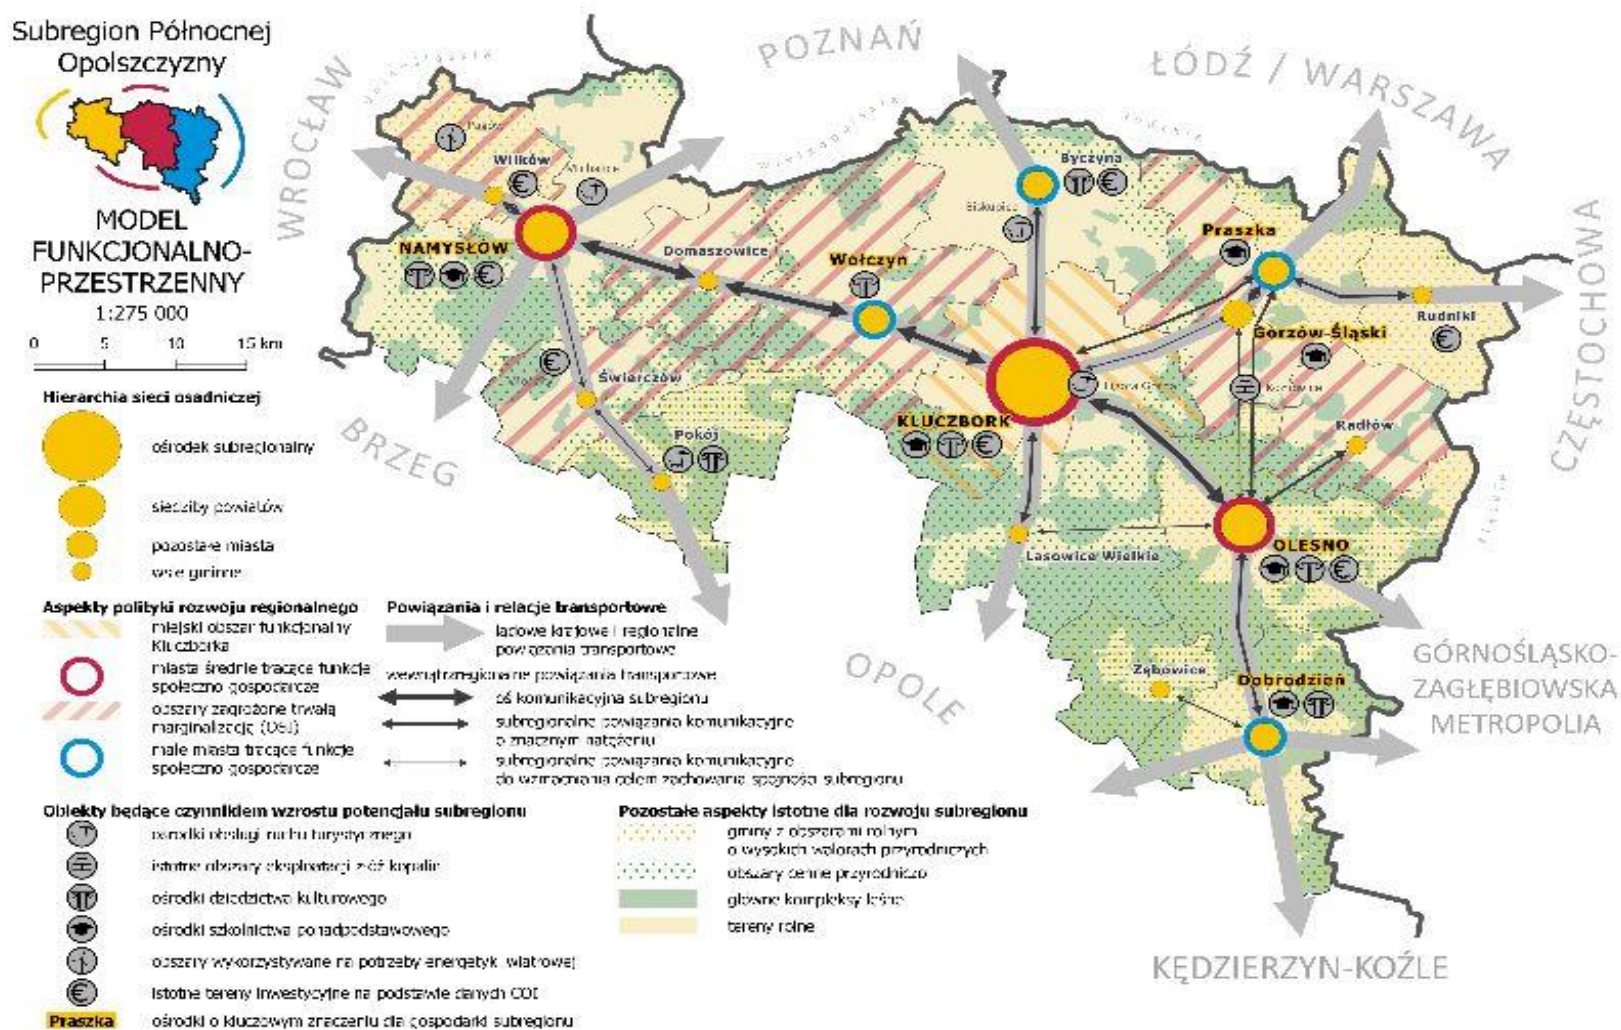 Subregion Północnej
Opolszczyzny
MODEL
FUNKCJONALNO-
PRZESTRZENNY
1:275 000
0 5 10 15 km
WROCŁAW
POZNAŃ
ŁÓDŹ / WARSZAWA
CZĘSTOCHOWA
BRZEG
OPOLE
GÓRNOŚLĄSKO-
ZAGŁĘBIOWSKA
METROPOLIA
KĘDZIERZYN-KOŹLE
Wilków
NAMYSŁÓW
Domaszowice
Wołczyn
Byczyna
Biskupice
Praszka
Gorzów-Śląski
Rudniki
Świerczów
Pokój
KLUCZBORK
Radłów
Lasowice Wielkie
OLESNO
Zębowice
Dobrodzień
Hierarchia sieci osadniczej
ośrodek subregionalny
siedziby powiatów
pozostałe miasta
wsie gminne
Aspekty polityki rozwoju regionalnego
miejski obszar funkcjonalny
Kluczborka
miasta średnie tracące funkcje
społeczno gospodarcze
obszary zagrożone trwałą
marginalizacją (OSI)
małe miasta tracące funkcje
społeczno gospodarcze
Powiązania i relacje transportowe
lądowe krajowe i regionalne
powiązania transportowe
wewnątrzregionalne powiązania transportowe
oś komunikacyjna subregionu
subregionalne powiązania komunikacyjne
o znacznym natężeniu
subregionalne powiązania komunikacyjne
do wzmacniania celem zachowania spójności subregionu
Obiekty będące czynnikiem wzrostu potencjału subregionu
ośrodki obsługi ruchu turystycznego
istotne obszary eksploatacji złóż kopalin
ośrodki dziedzictwa kulturowego
ośrodki szkolnictwa ponadpodstawowego
obszary wykorzystywane na potrzeby energetyki wiatrowej
istotne tereny inwestycyjne na podstawie danych COI
Praszka ośrodki o kluczowym znaczeniu dla gospodarki subregionu
Pozostałe aspekty istotne dla rozwoju subregionu
gminy z obszarami rolnym
o wysokich walorach przyrodniczych
obszary cenne przyrodniczo
główne kompleksy leśne
tereny rolne